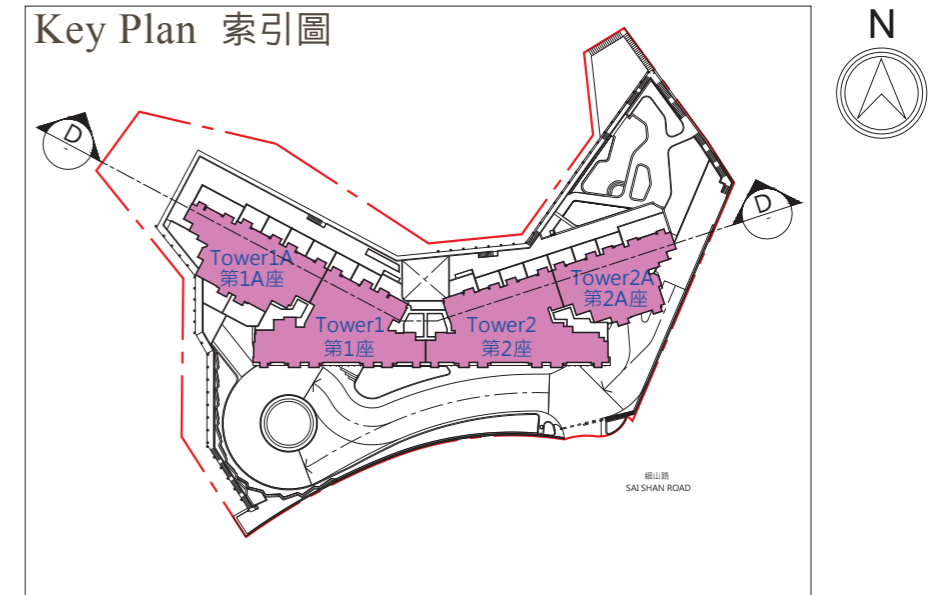 Key Plan 索引圖
N
D
D
Tower1A
第1A座
Tower2A
第2A座
Tower1
第1座
Tower2
第2座
細山路
SAI SHAN ROAD